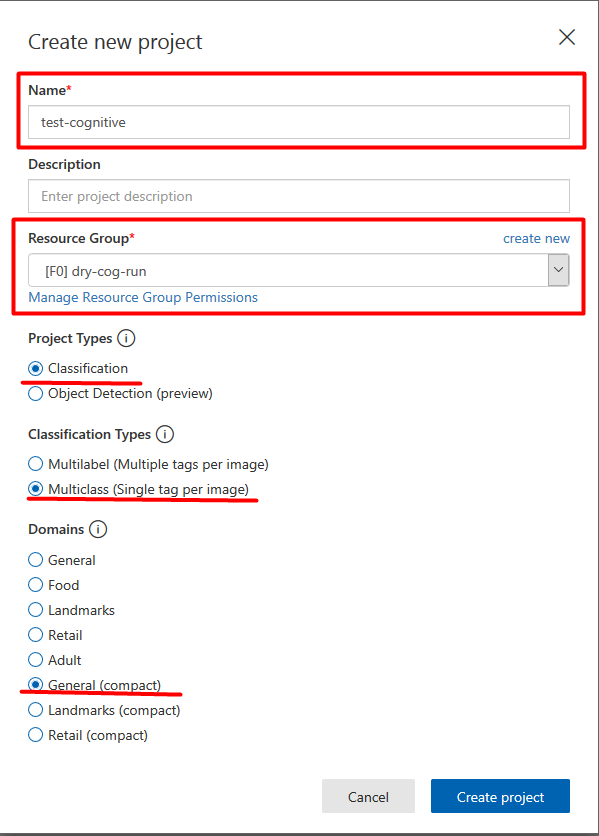 Create new project
Name*
test-cognitive
Description
Enter project description
Resource Group* create new
[F0] dry-cog-run
Manage Resource Group Permissions
Project Types i
Classification
Object Detection (preview)
Classification Types i
Multilabel (Multiple tags per image)
Multiclass (Single tag per image)
Domains i
General
Food
Landmarks
Retail
Adult
General (compact)
Landmarks (compact)
Retail (compact)
Cancel Create project